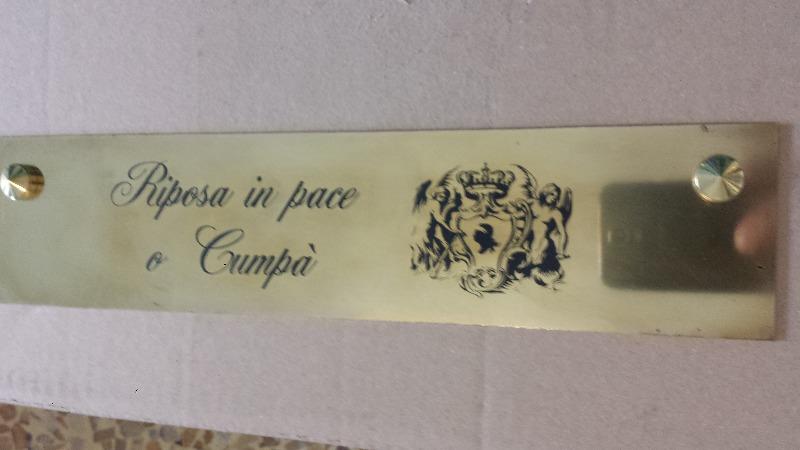 Riposa in pace
o Cumpà